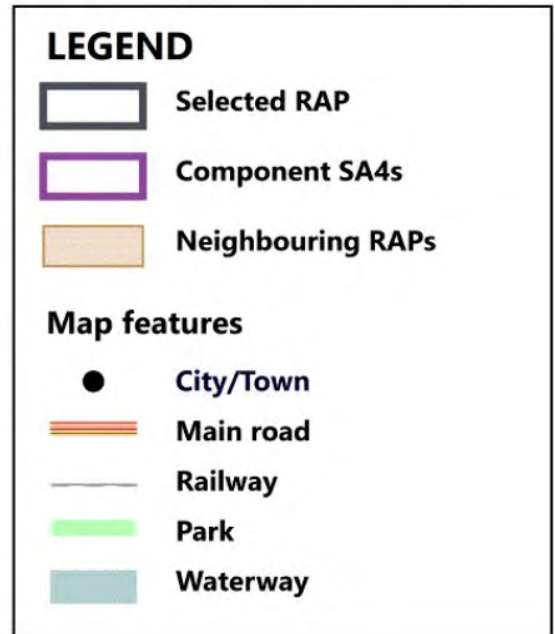 LEGEND
Selected RAP
Component SA4s
Neighbouring RAPs
Map features
City/Town
Main road
Railway
Park
Waterway